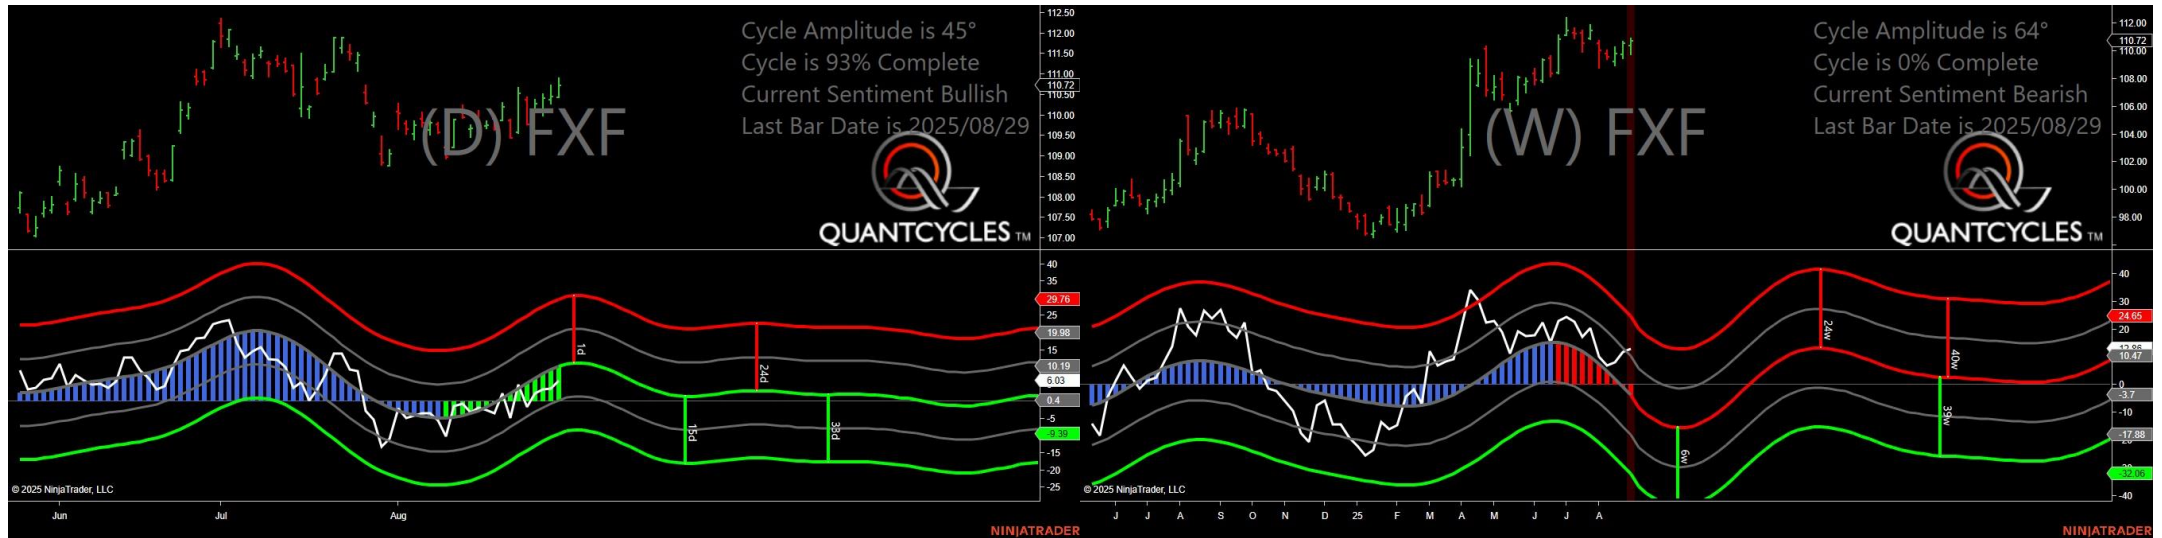 Cycle Amplitude is 45°
Cycle is 93% Complete
Current Sentiment Bullish
Last Bar Date is 2025/08/29
(D) FXF
QUANTCYCLES TM
112.50
112.00
111.50
111.00
110.72
110.50
110.00
109.50
109.00
108.50
108.00
107.50
107.00
40
35
29.76
25
19.98
15
10.19
6.03
0.4
-5
-9.39
-15
-20
-25
1d
24d
15d
33d
© 2025 NinjaTrader, LLC
Jun
Jul
Aug
NINJATRADER
Cycle Amplitude is 64°
Cycle is 0% Complete
Current Sentiment Bearish
Last Bar Date is 2025/08/29
(W) FXF
QUANTCYCLES TM
112.00
110.72
110.00
108.00
106.00
104.00
102.00
100.00
98.00
40
30
24.65
20
10.47
0
-3.7
-10
-17.88
-32.06
-40
24w
40w
6w
39w
© 2025 NinjaTrader, LLC
J
J
A
S
O
N
D
25
F
M
A
M
J
J
A
NINJATRADER